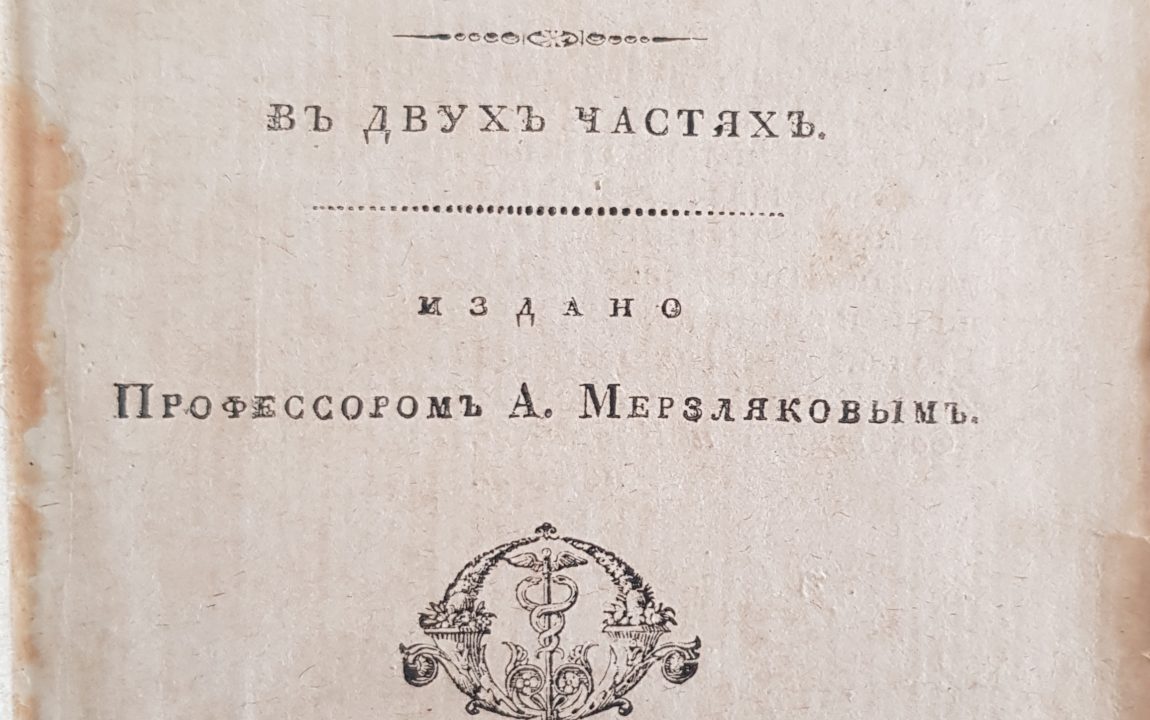 ВЪ ДВУХЪ ЧАСТЯХЪ.
ИЗДАНО
ПРОФЕССОРОМЪ А. МЕРЗЛЯКОВЫМЪ.